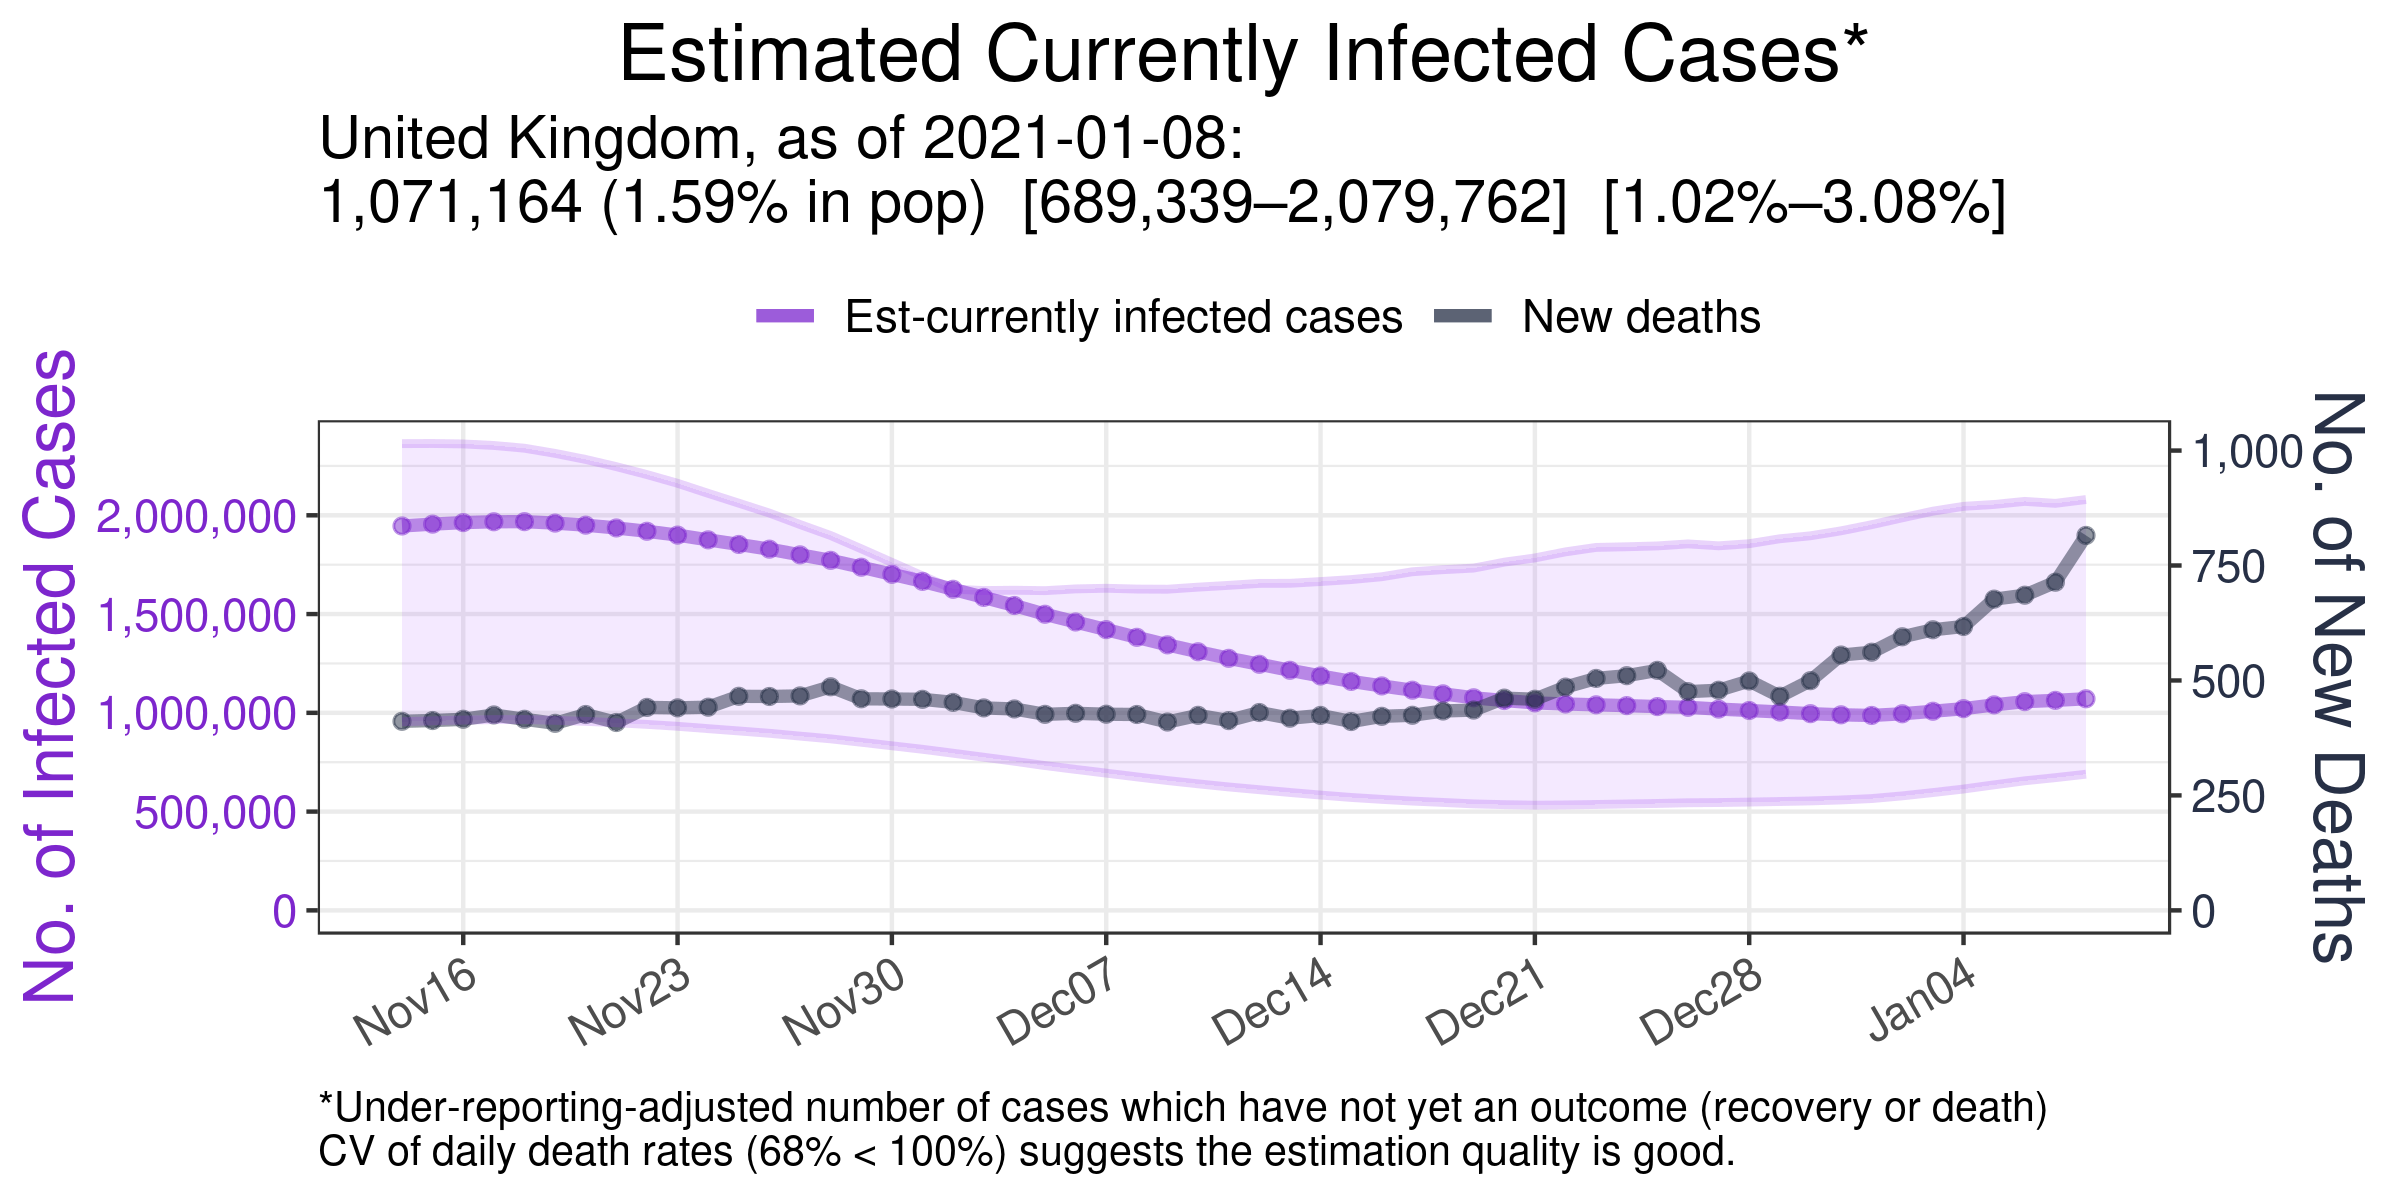 Estimated Currently Infected Cases*
United Kingdom, as of 2021-01-08:
1,071,164 (1.59% in pop)  [689,339–2,079,762]  [1.02%–3.08%]
Est-currently infected cases
New deaths
No. of Infected Cases
2,000,000
1,500,000
1,000,000
500,000
0
1,000
750
500
250
0
No. of New Deaths
Nov16
Nov23
Nov30
Dec07
Dec14
Dec21
Dec28
Jan04
*Under-reporting-adjusted number of cases which have not yet an outcome (recovery or death)
CV of daily death rates (68% < 100%) suggests the estimation quality is good.